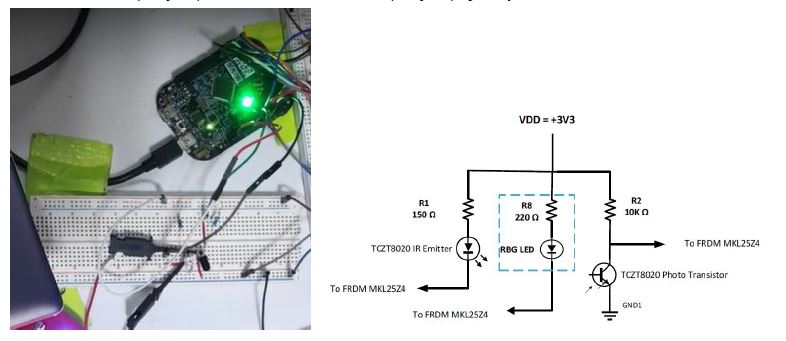 VDD = +3V3
R1
150 Ω
R8
220 Ω
R2
10K Ω
TCZT8020 IR Emitter
RBG LED
To FRDM MKL25Z4
TCZT8020 Photo Transistor
To FRDM MKL25Z4
GND1
To FRDM MKL25Z4